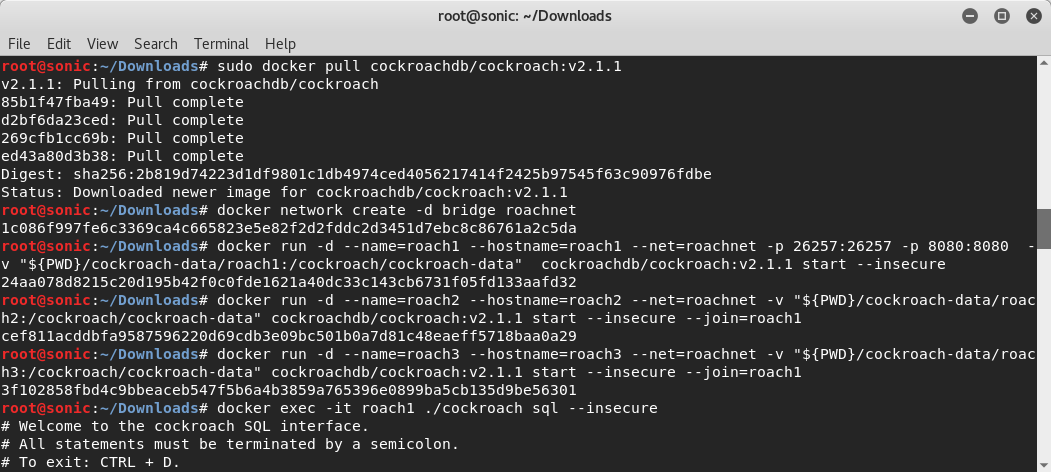 root@sonic: ~/Downloads
File Edit View Search Terminal Help
root@sonic:~/Downloads# sudo docker pull cockroachdb/cockroach:v2.1.1
v2.1.1: Pulling from cockroachdb/cockroach
85b1f47fba49: Pull complete
d2bf6da23ced: Pull complete
269cfb1cc69b: Pull complete
ed43a80d3b38: Pull complete
Digest: sha256:2b819d74223d1df9801c1db4974ced4056217414f2425b97545f63c90976fdbe
Status: Downloaded newer image for cockroachdb/cockroach:v2.1.1
root@sonic:~/Downloads# docker network create -d bridge roachnet
1c086f997fe6c3369ca4c665823e5e82f2d2fddc2d3451d7ebc8c86761a2c5da
root@sonic:~/Downloads# docker run -d --name=roach1 --hostname=roach1 --net=roachnet -p 26257:26257 -p 8080:8080  -
v "${PWD}/cockroach-data/roach1:/cockroach/cockroach-data"  cockroachdb/cockroach:v2.1.1 start --insecure
24aa078d8215c20d195b42f0c0fde1621a40dc33c143cb6731f05fd133aafd32
root@sonic:~/Downloads# docker run -d --name=roach2 --hostname=roach2 --net=roachnet -v "${PWD}/cockroach-data/roac
h2:/cockroach/cockroach-data" cockroachdb/cockroach:v2.1.1 start --insecure --join=roach1
cef811acddbfa9587596220d69cdb3e09bc501b0a7d81c48eaeff5718baa0a29
root@sonic:~/Downloads# docker run -d --name=roach3 --hostname=roach3 --net=roachnet -v "${PWD}/cockroach-data/roac
h3:/cockroach/cockroach-data" cockroachdb/cockroach:v2.1.1 start --insecure --join=roach1
3f102858fbd4c9bbeaceb547f5b6a4b3859a765396e0899ba5cb135d9be56301
root@sonic:~/Downloads# docker exec -it roach1 ./cockroach sql --insecure
# Welcome to the cockroach SQL interface.
# All statements must be terminated by a semicolon.
# To exit: CTRL + D.